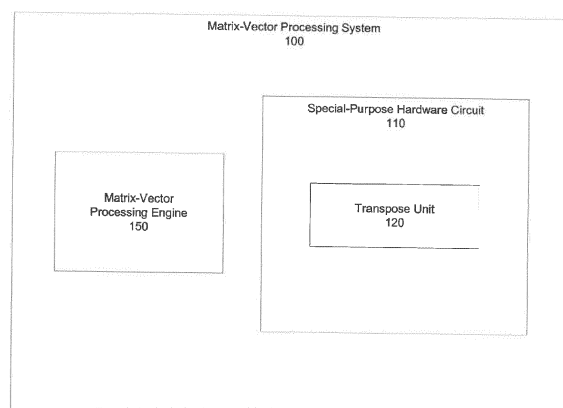 Matrix-Vector Processing System
100
Special-Purpose Hardware Circuit
110
Matrix-Vector
Processing Engine
150
Transpose Unit
120